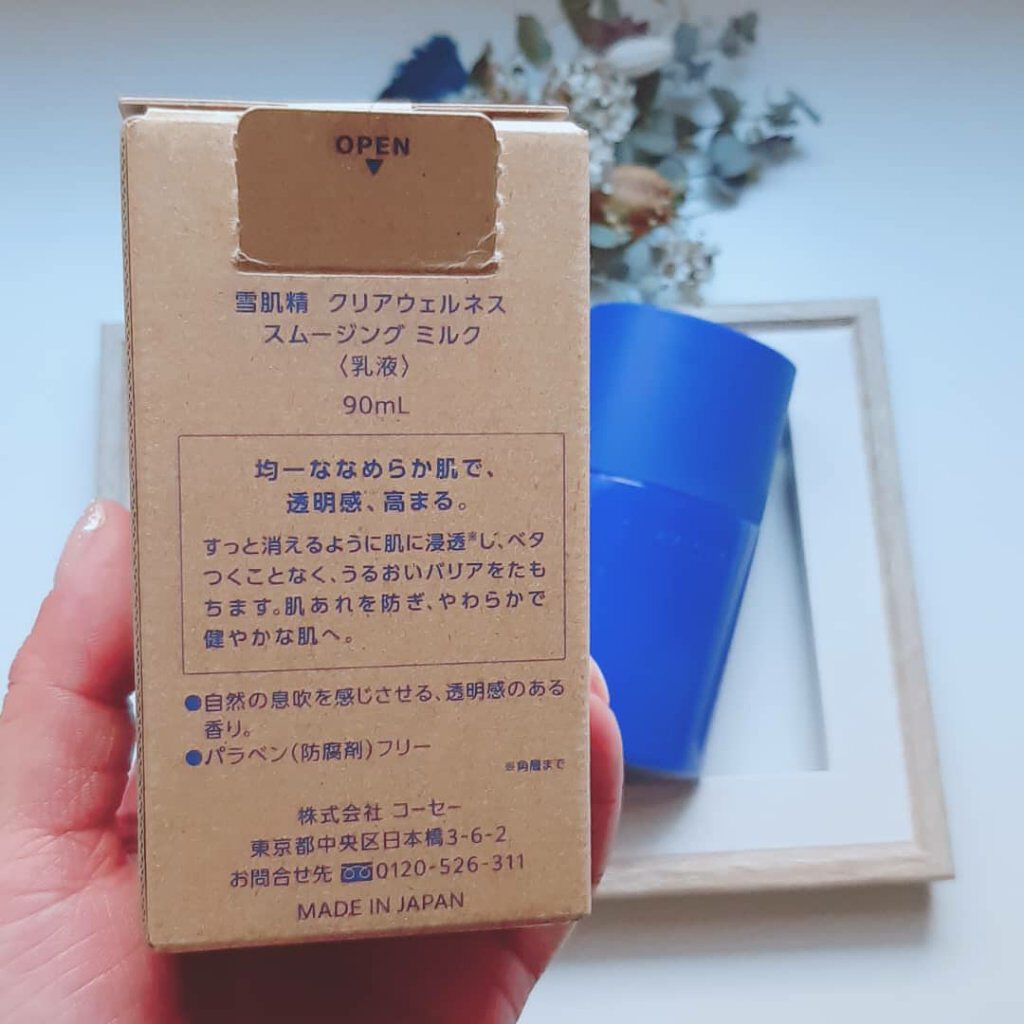 OPEN
雪肌精 クリアウェルネス
スムージング ミルク
〈乳液〉
90mL
均一ななめらか肌で、
透明感、高まる。
すっと消えるように肌に浸透※し、ベタ
つくことなく、うるおいバリアをたも
ちます。肌あれを防ぎ、やわらかで
健やかな肌へ。
●自然の息吹を感じさせる、透明感のある
香り。
●パラベン(防腐剤)フリー
※角層まで
株式会社 コーセー
東京都中央区日本橋3-6-2
お問合せ先 0120-526-311
MADE IN JAPAN